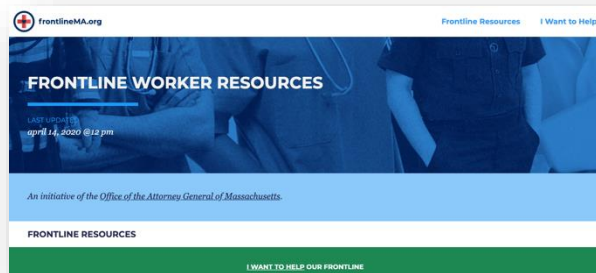 frontlineMA.org
Frontline Resources I Want to Help
FRONTLINE WORKER RESOURCES
LAST UPDATED
april 14, 2020 @12 pm
An initiative of the Office of the Attorney General of Massachusetts.
FRONTLINE RESOURCES
I WANT TO HELP OUR FRONTLINE